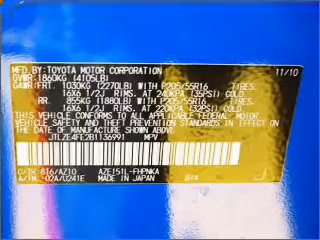 MFD BY: TOYOTA MOTOR CORPORATION 11/10
GVWR: 1860KG (4105LB)
GAWR: FRT. 1030KG (2270LB) WITH P205/55R16 TIRES.
16X6 1/2J RIMS. AT 240KPA (35PSI) COLD
RR. 855KG (1880LB) WITH P205/55R16 TIRES.
16X6 1/2J RIMS. AT 220KPA (32PSI) COLD
THIS VEHICLE CONFORMS TO ALL APPLICABLE FEDERAL MOTOR
VEHICLE SAFETY AND THEFT PREVENTION STANDARDS IN EFFECT ON
THE DATE OF MANUFACTURE SHOWN ABOVE.
JTLZE4FE2B1136991 MPV
C/TR: 8T6/AZ10 AZE151L-FHPNKA
A/TM: -02A/U241E MADE IN JAPAN J